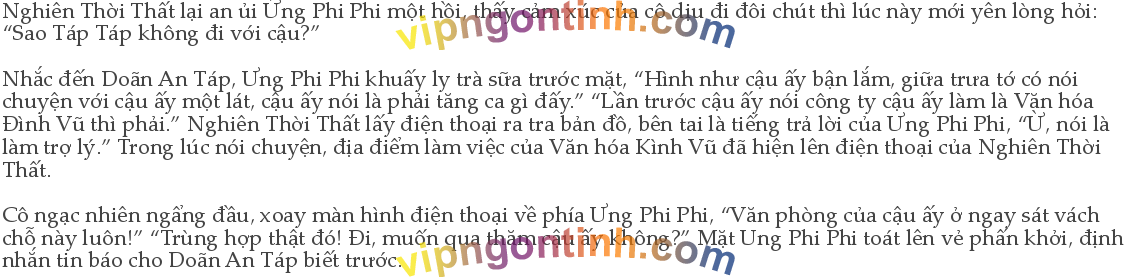 Nghiên Thời Thất lại an ủi Ưng Phi Phi một hồi, thấy cảm xúc của cô dịu đi đôi chút thì lúc này mới yên lòng hỏi:
“Sao Táp Táp không đi với cậu?”
vipngontinh.com
Nhắc đến Doãn An Táp, Ưng Phi Phi khuấy ly trà sữa trước mặt, “Hình như cậu ấy bận lắm, giữa trưa tớ có nói
chuyện với cậu ấy một lát, cậu ấy nói là phải tăng ca gì đấy.” “Lần trước cậu ấy nói công ty cậu ấy làm là Văn hóa
Đình Vũ thì phải.” Nghiên Thời Thất lấy điện thoại ra tra bản đồ, bên tai là tiếng trả lời của Ưng Phi Phi, “Ừ, nói là
làm trợ lý.” Trong lúc nói chuyện, địa điểm làm việc của Văn hóa Kình Vũ đã hiện lên điện thoại của Nghiên Thời
Thất.
Cô ngạc nhiên ngẩng đầu, xoay màn hình điện thoại về phía Ưng Phi Phi, “Văn phòng của cậu ấy ở ngay sát vách
chỗ này luôn!” “Trùng hợp thật đó! Đi, muốn qua thăm cậu ấy không?” Mặt Ưng Phi Phi toát lên vẻ phấn khởi, định
nhắn tin báo cho Doãn An Táp biết trước.
vipngontinh.com